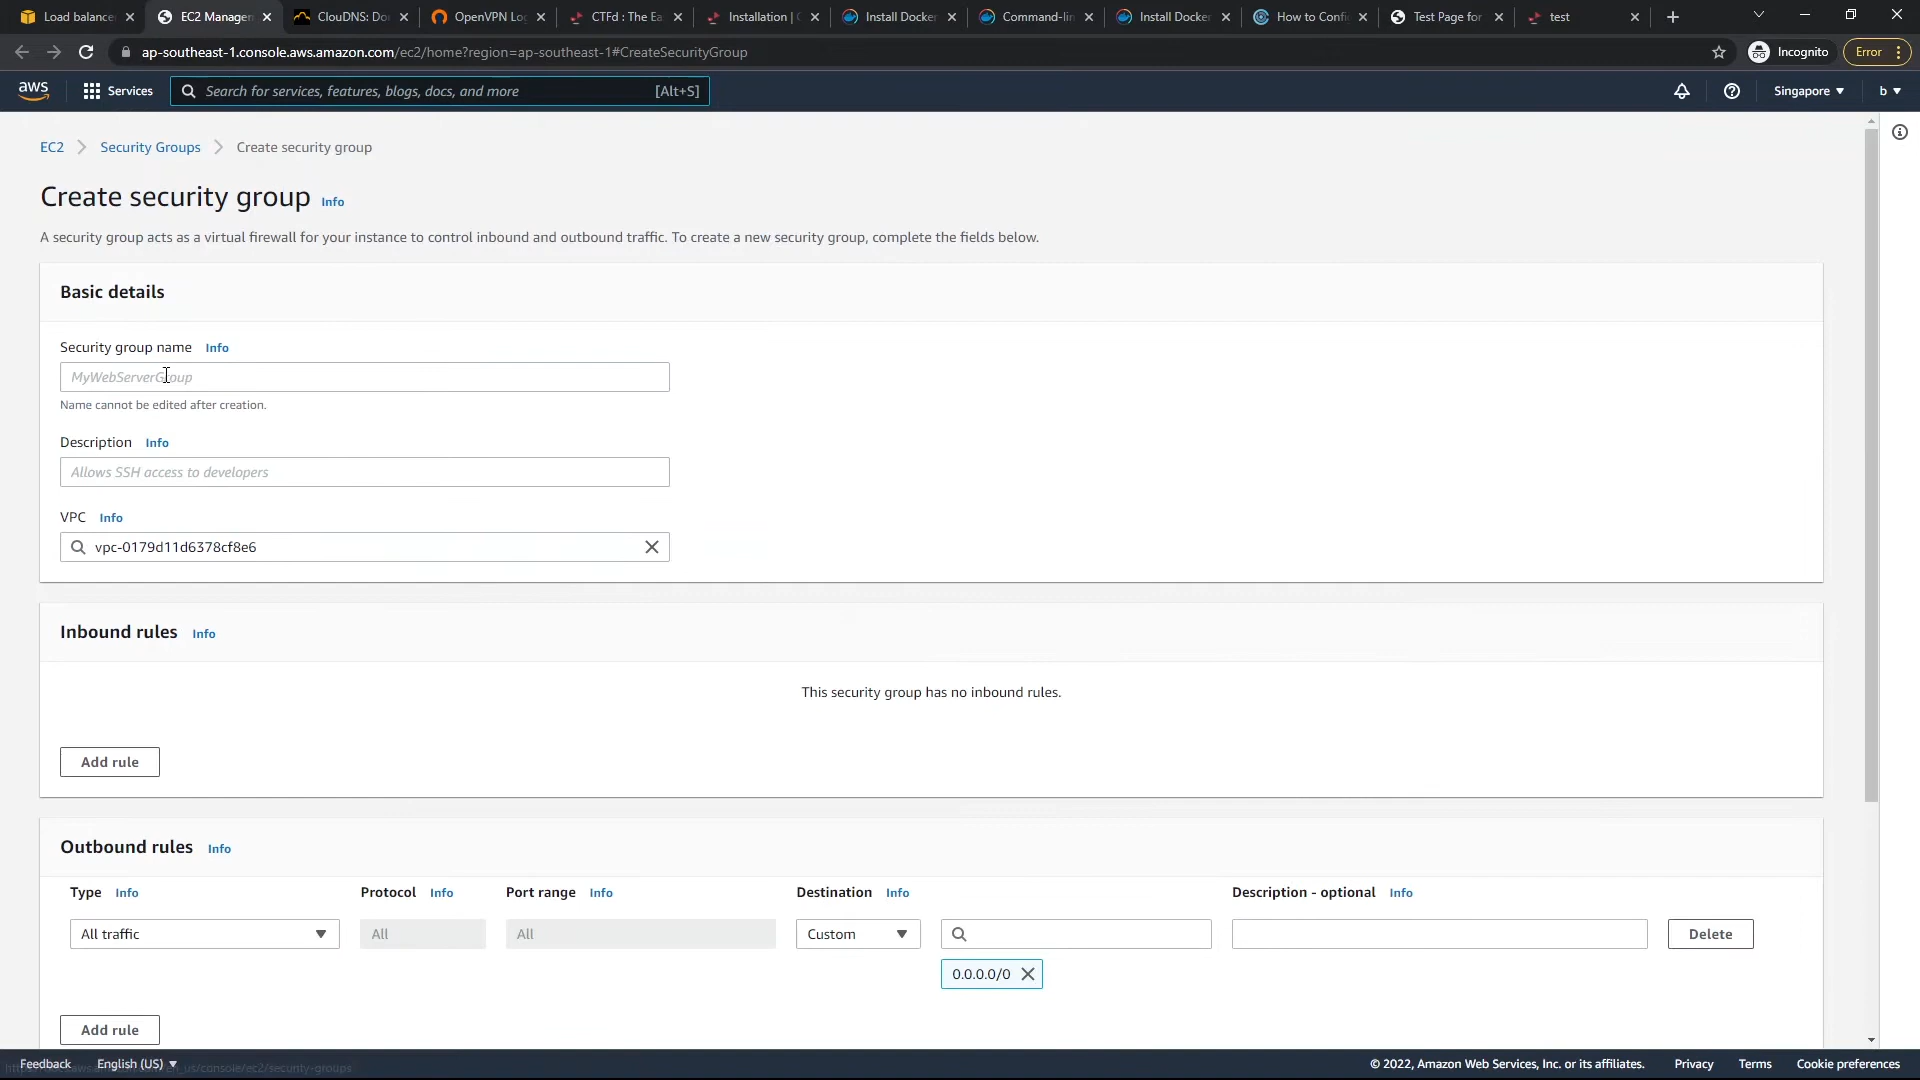 Load balance
EC2 Manager
ClouDNS: Do
OpenVPN Lo
CTFd : The Ea
Installation |
Install Docker
Command-lin
Install Docker
How to Confi
Test Page for
test
ap-southeast-1.console.aws.amazon.com/ec2/home?region=ap-southeast-1#CreateSecurityGroup
Incognito
Error
aws
Services
Search for services, features, blogs, docs, and more
[Alt+S]
Singapore
b
EC2
Security Groups
Create security group
Create security group Info
A security group acts as a virtual firewall for your instance to control inbound and outbound traffic. To create a new security group, complete the fields below.
Basic details
Security group name Info
MyWebServerGroup
Name cannot be edited after creation.
Description Info
Allows SSH access to developers
VPC Info
vpc-0179d11d6378cf8e6
Inbound rules Info
This security group has no inbound rules.
Add rule
Outbound rules Info
Type Info
Protocol Info
Port range Info
Destination Info
Description - optional Info
All traffic
All
All
Custom
Delete
0.0.0.0/0
Add rule
Feedback
English (US)
© 2022, Amazon Web Services, Inc. or its affiliates.
Privacy
Terms
Cookie preferences